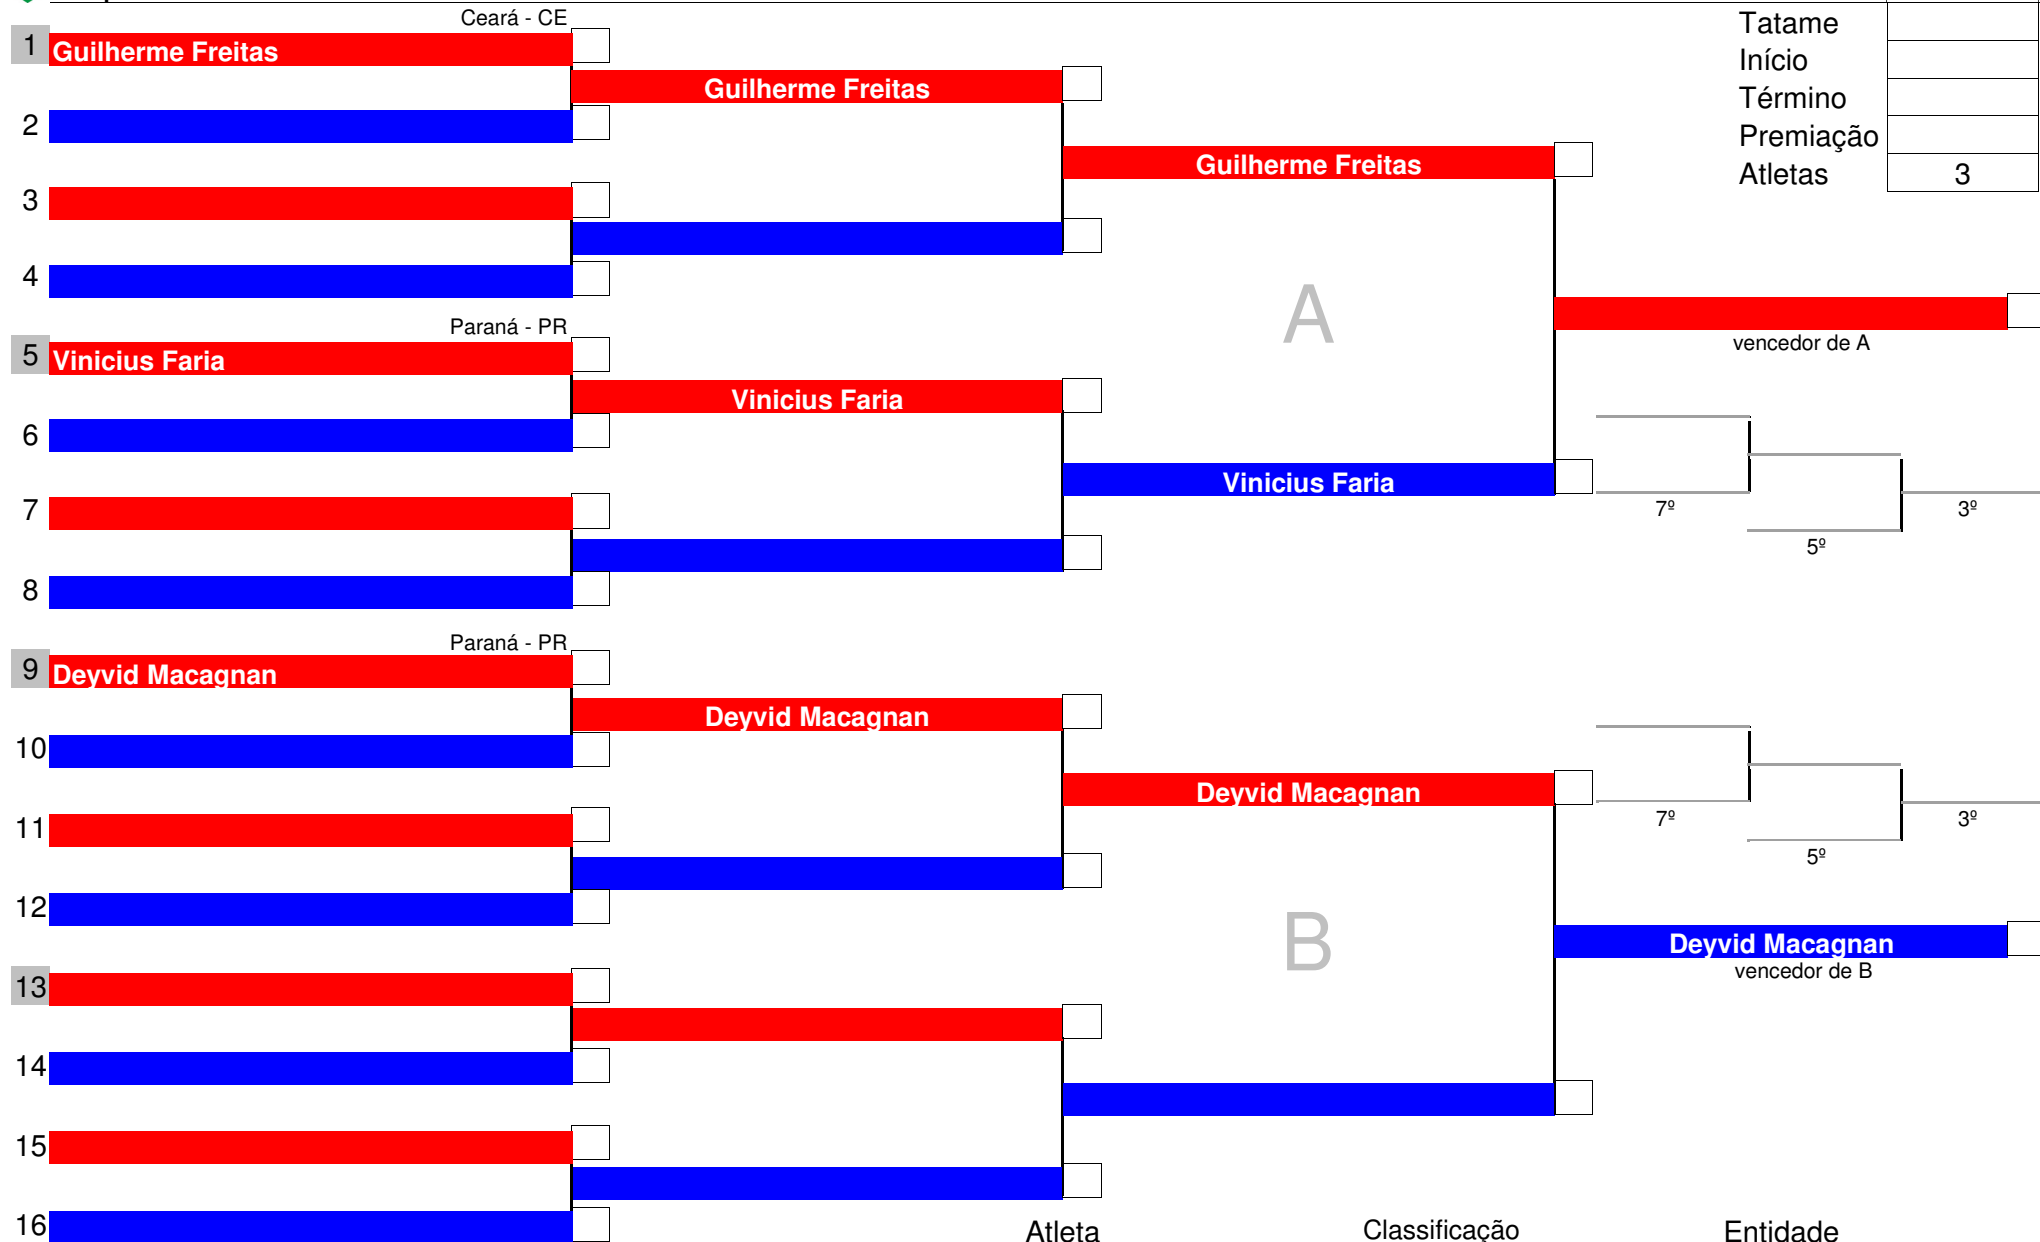 Ceará - CE
Tatame
1 Guilherme Freitas
Início
Guilherme Freitas
Término
2
Premiação
Guilherme Freitas
Atletas 3
3
4
A
Paraná - PR
vencedor de A
5 Vinicius Faria
Vinicius Faria
6
Vinicius Faria
7
7º 3º
5º
8
Paraná - PR
9 Deyvid Macagnan
Deyvid Macagnan
10
Deyvid Macagnan
11
7º 3º
5º
12
B
Deyvid Macagnan
vencedor de B
13
14
15
16
Atleta Classificação Entidade